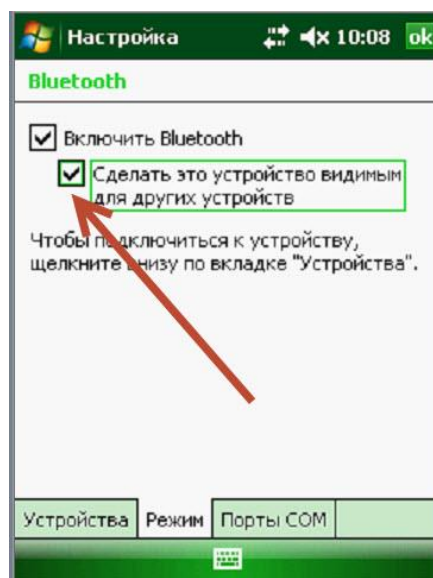 Настройка 10:08 ok
Bluetooth
Включить Bluetooth
Сделать это устройство видимым
для других устройств
Чтобы подключиться к устройству,
щелкните внизу по вкладке "Устройства".
Устройства Режим Порты COM